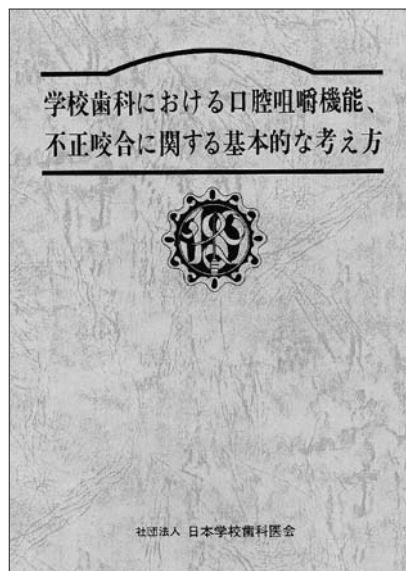 学校歯科における口腔咀嚼機能、
不正咬合に関する基本的な考え方
社団法人 日本学校歯科医会